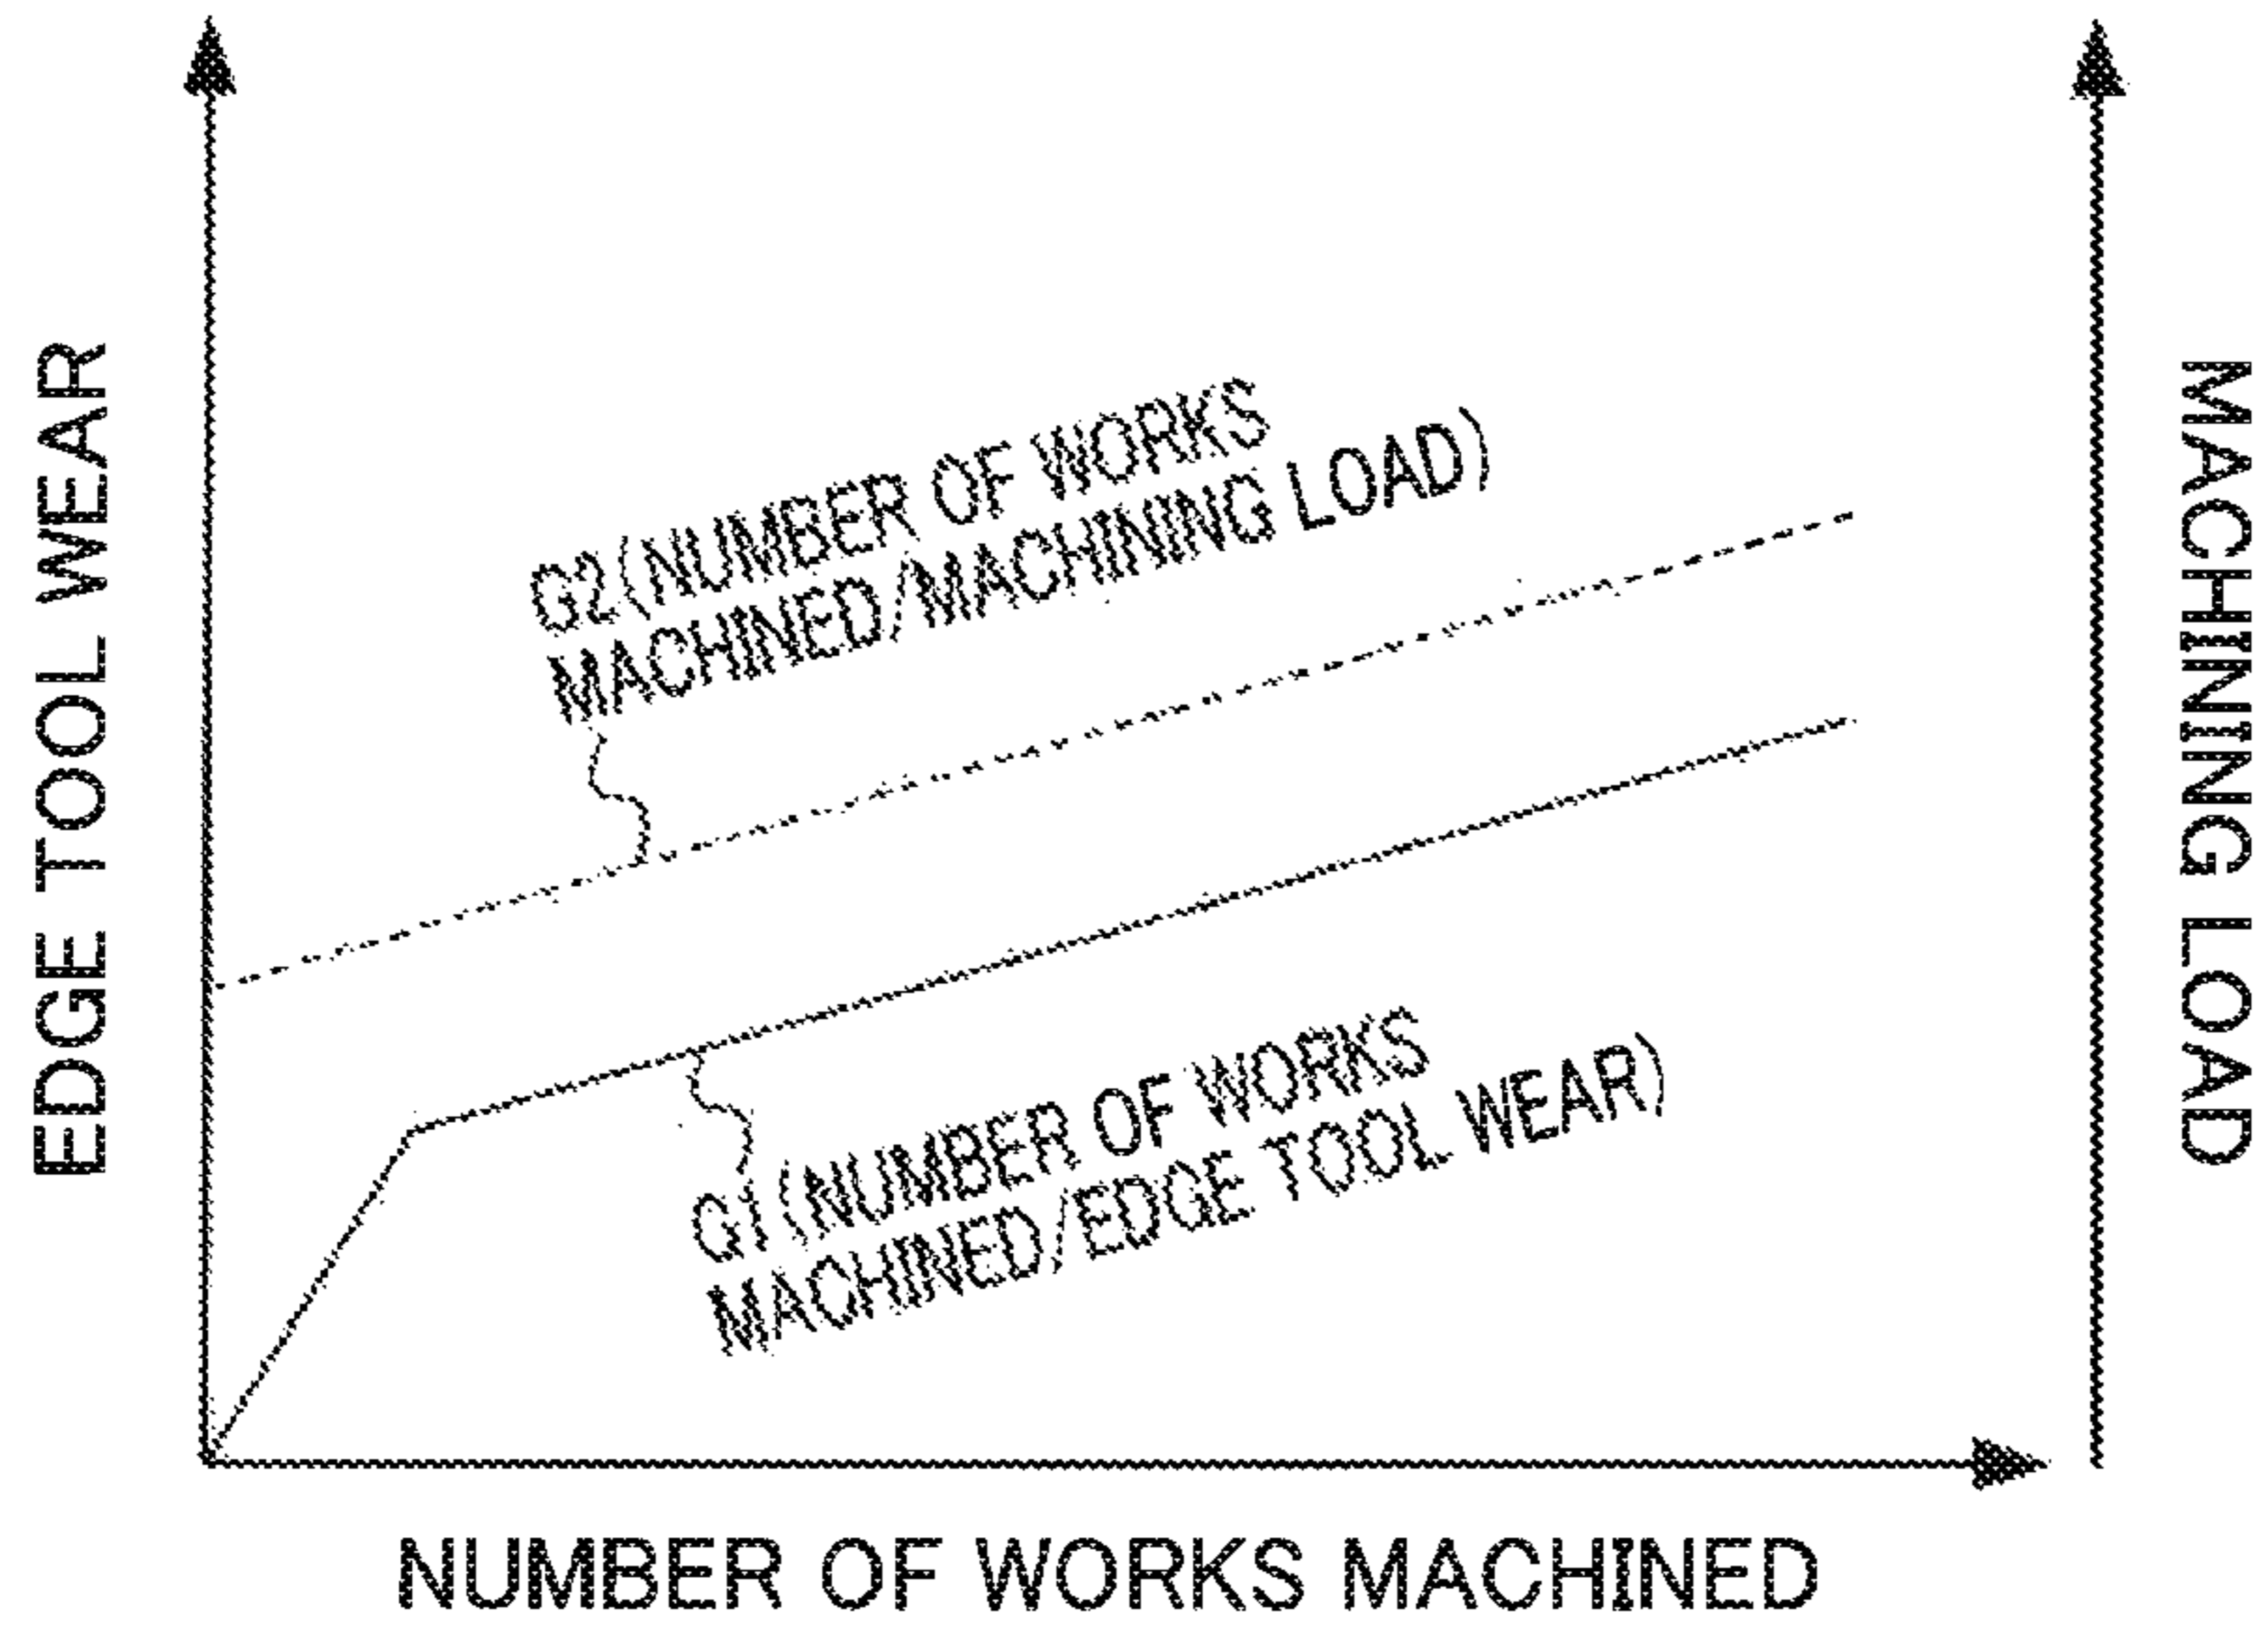 EDGE TOOL WEAR
G2(NUMBER OF WORKS
MACHINED/MACHINING LOAD)
G1(NUMBER OF WORKS
MACHINED/EDGE TOOL WEAR)
MACHINING LOAD
NUMBER OF WORKS MACHINED